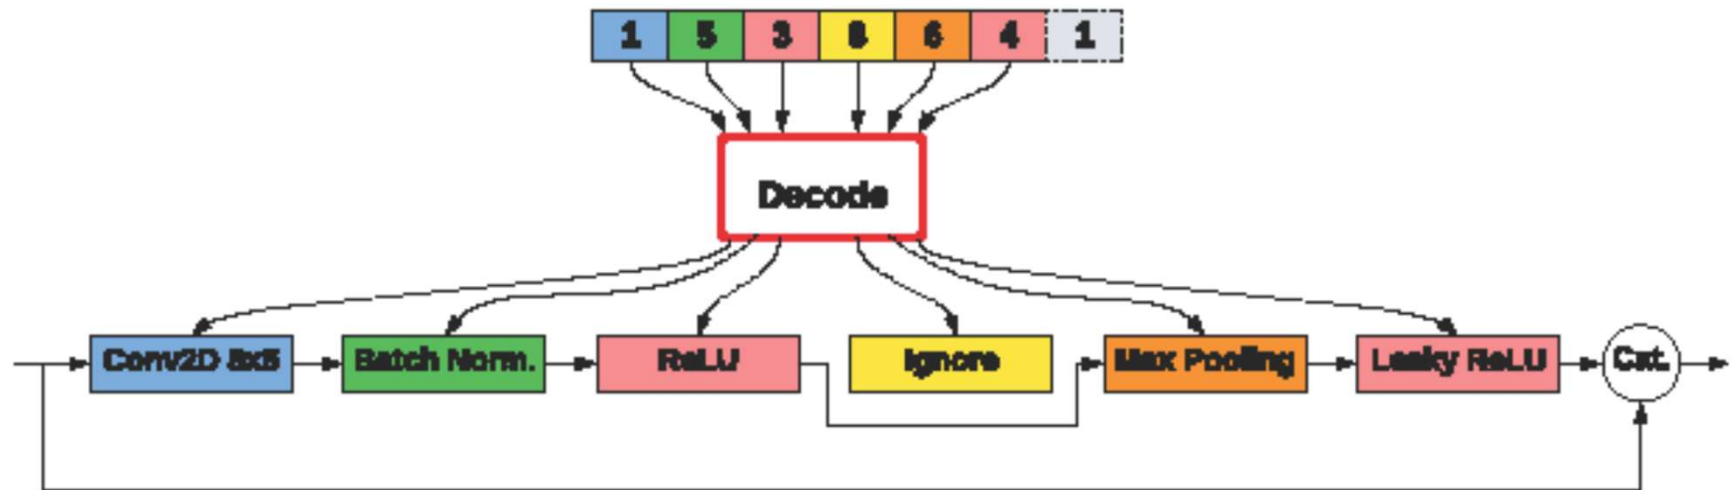 1 5 3 8 6 4 1
Decode
Conv2D 5x5 Batch Norm. ReLU Ignore Max Pooling Leaky ReLU Cat.